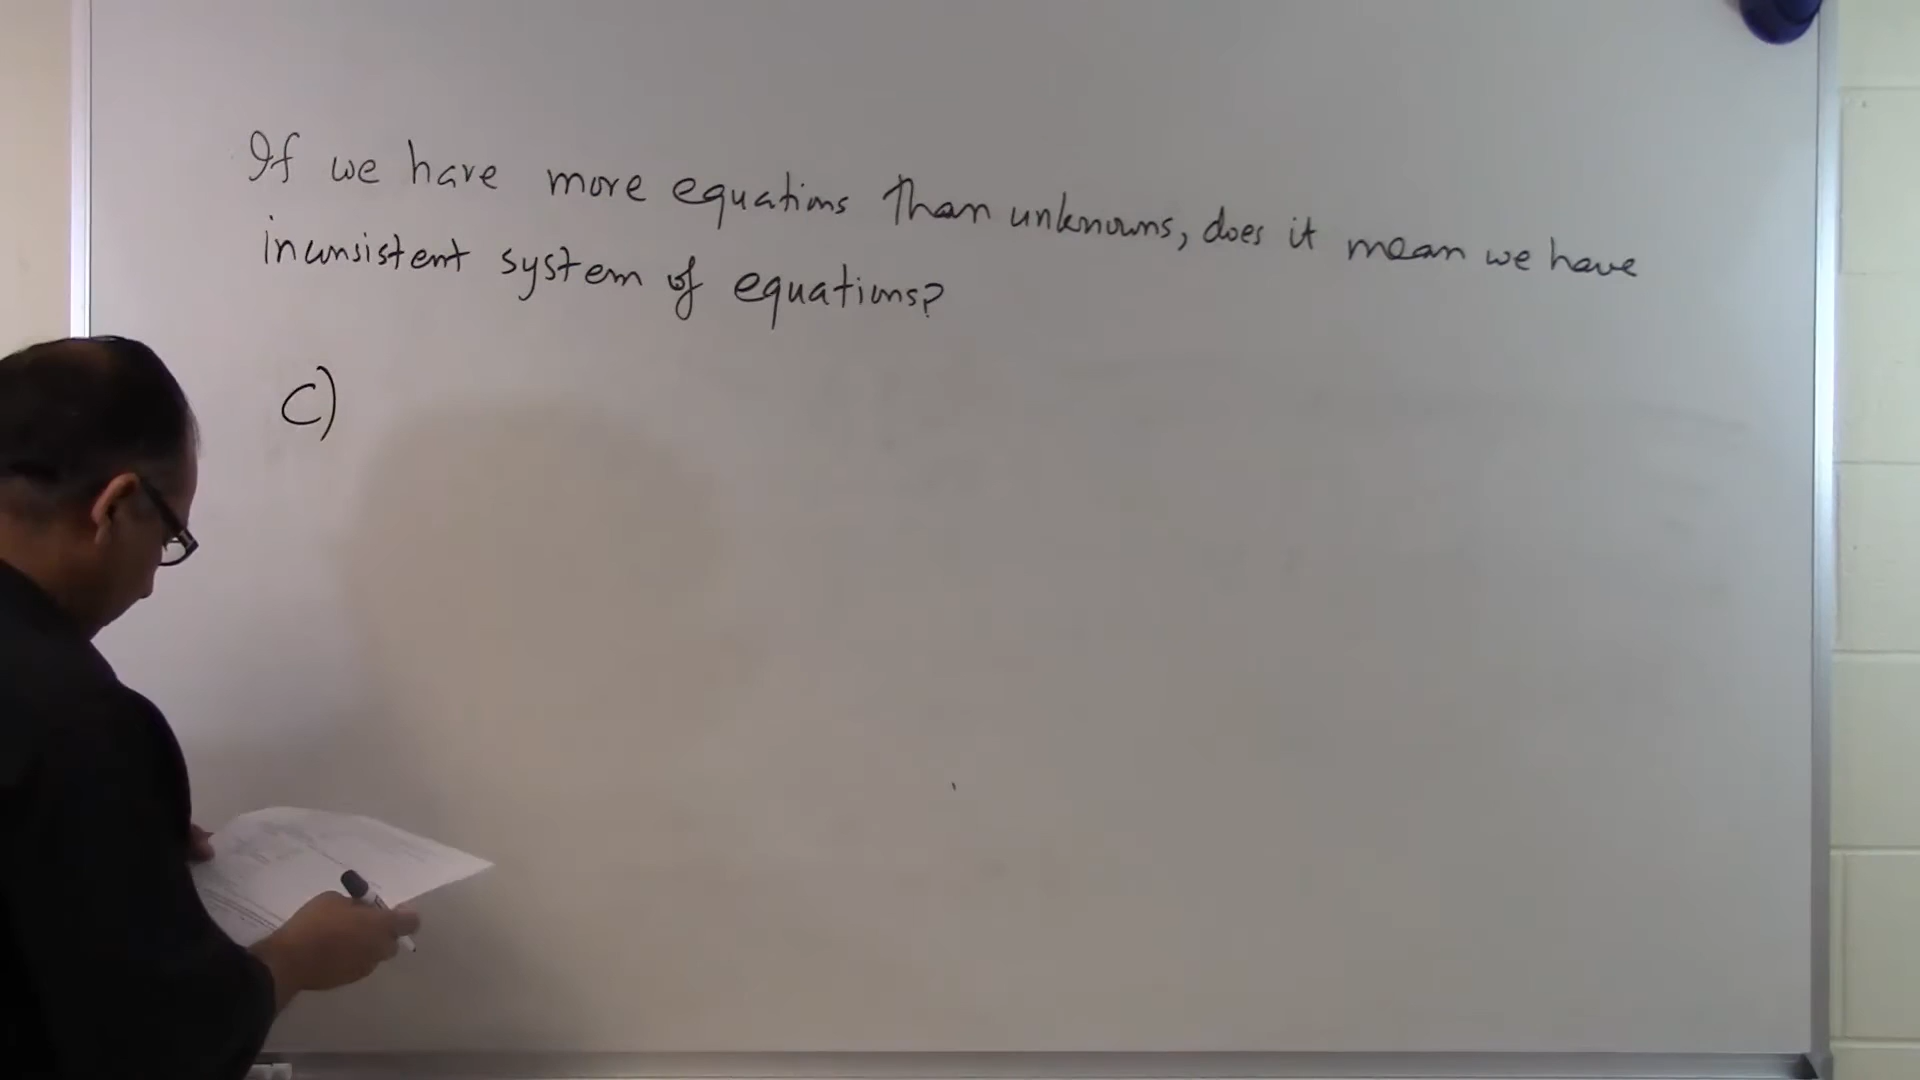 If we have more equations than unknowns, does it mean we have
inconsistent system of equations?
C)